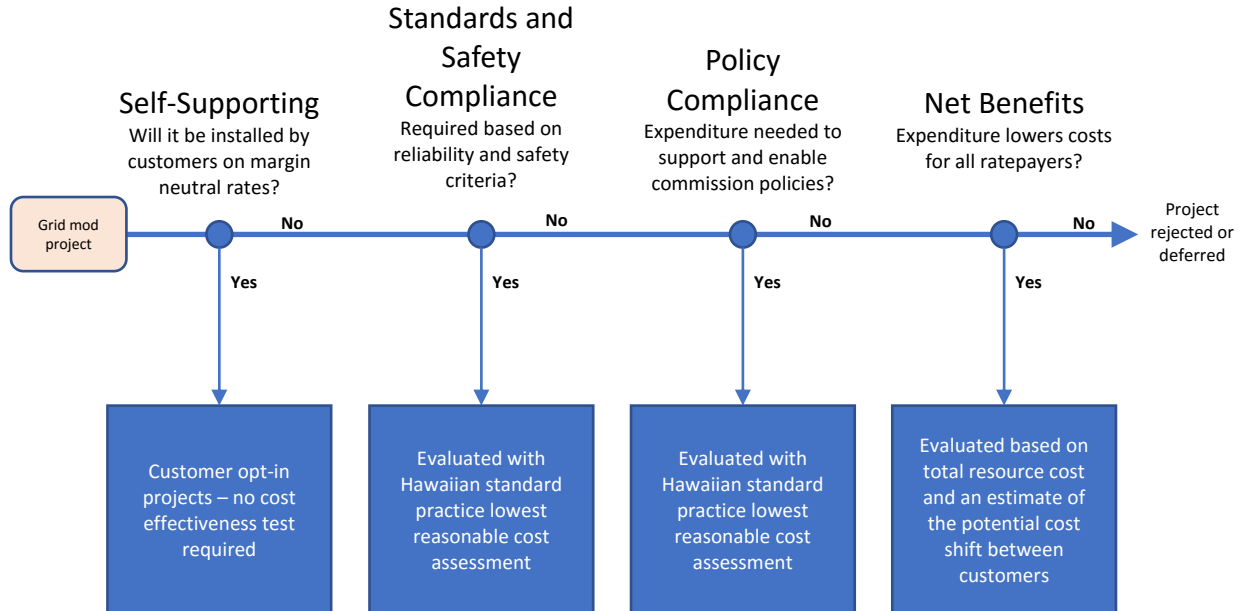 Self-Supporting
Will it be installed by
customers on margin
neutral rates?
Standards and
Safety
Compliance
Required based on
reliability and safety
criteria?
Policy
Compliance
Expenditure needed to
support and enable
commission policies?
Net Benefits
Expenditure lowers costs
for all ratepayers?
Grid mod
project
No
No
No
No
Project
rejected or
deferred
Yes
Yes
Yes
Yes
Customer opt-in
projects – no cost
effectiveness test
required
Evaluated with
Hawaiian standard
practice lowest
reasonable cost
assessment
Evaluated with
Hawaiian standard
practice lowest
reasonable cost
assessment
Evaluated based on
total resource cost
and an estimate of
the potential cost
shift between
customers